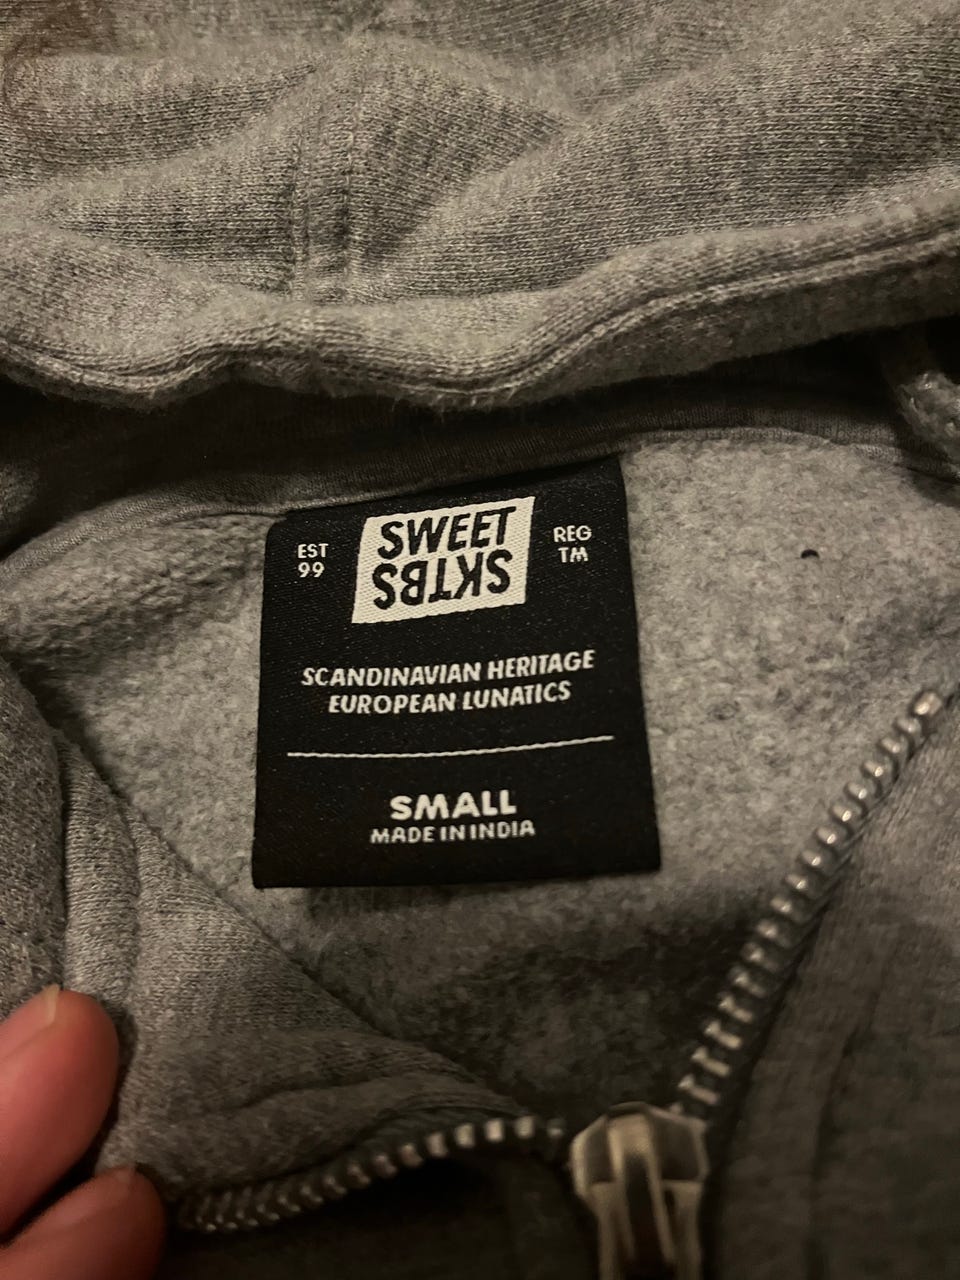 EST
99
SWEET
SKTBS
REG
TM
SCANDINAVIAN HERITAGE
EUROPEAN LUNATICS
SMALL
MADE IN INDIA